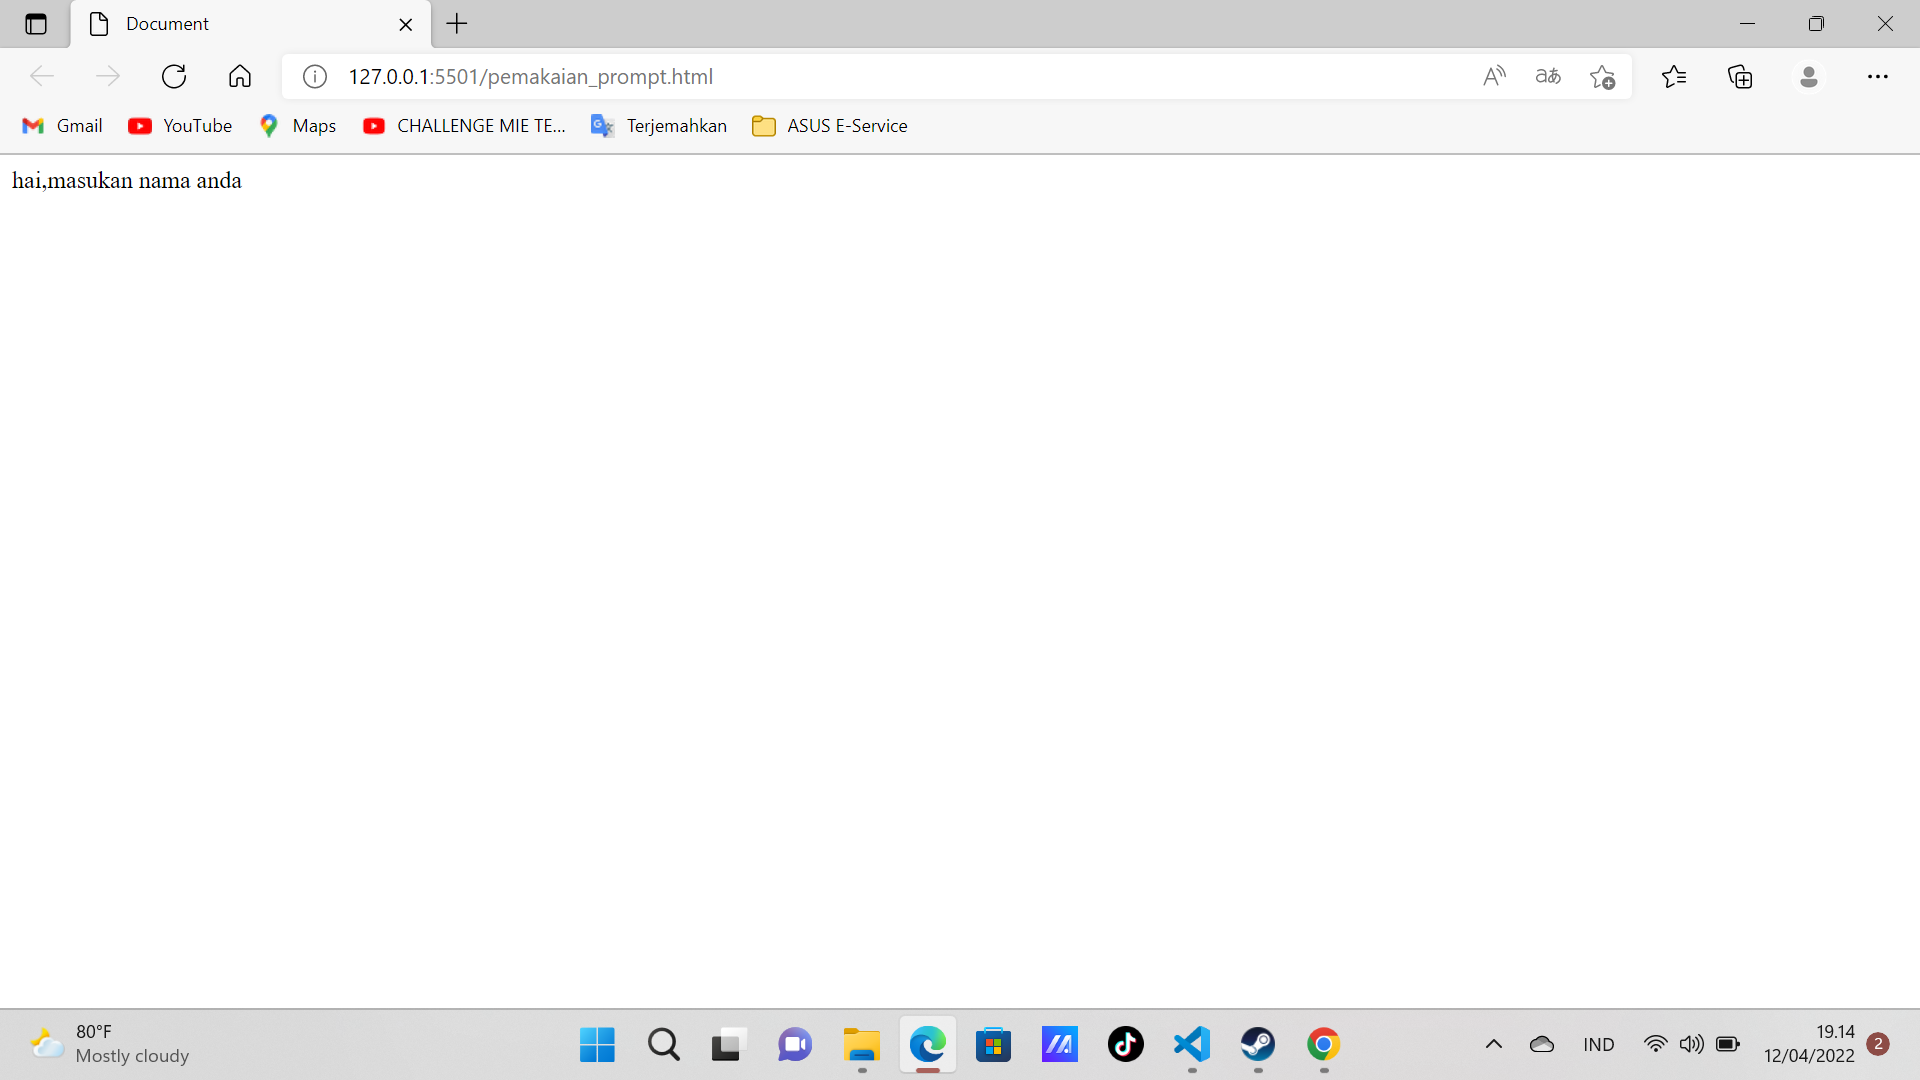 Document
127.0.0.1:5501/pemakaian_prompt.html
Gmail YouTube Maps CHALLENGE MIE TE... Terjemahkan ASUS E-Service
hai,masukan nama anda
80°F
Mostly cloudy
IND
19.14
12/04/2022
2